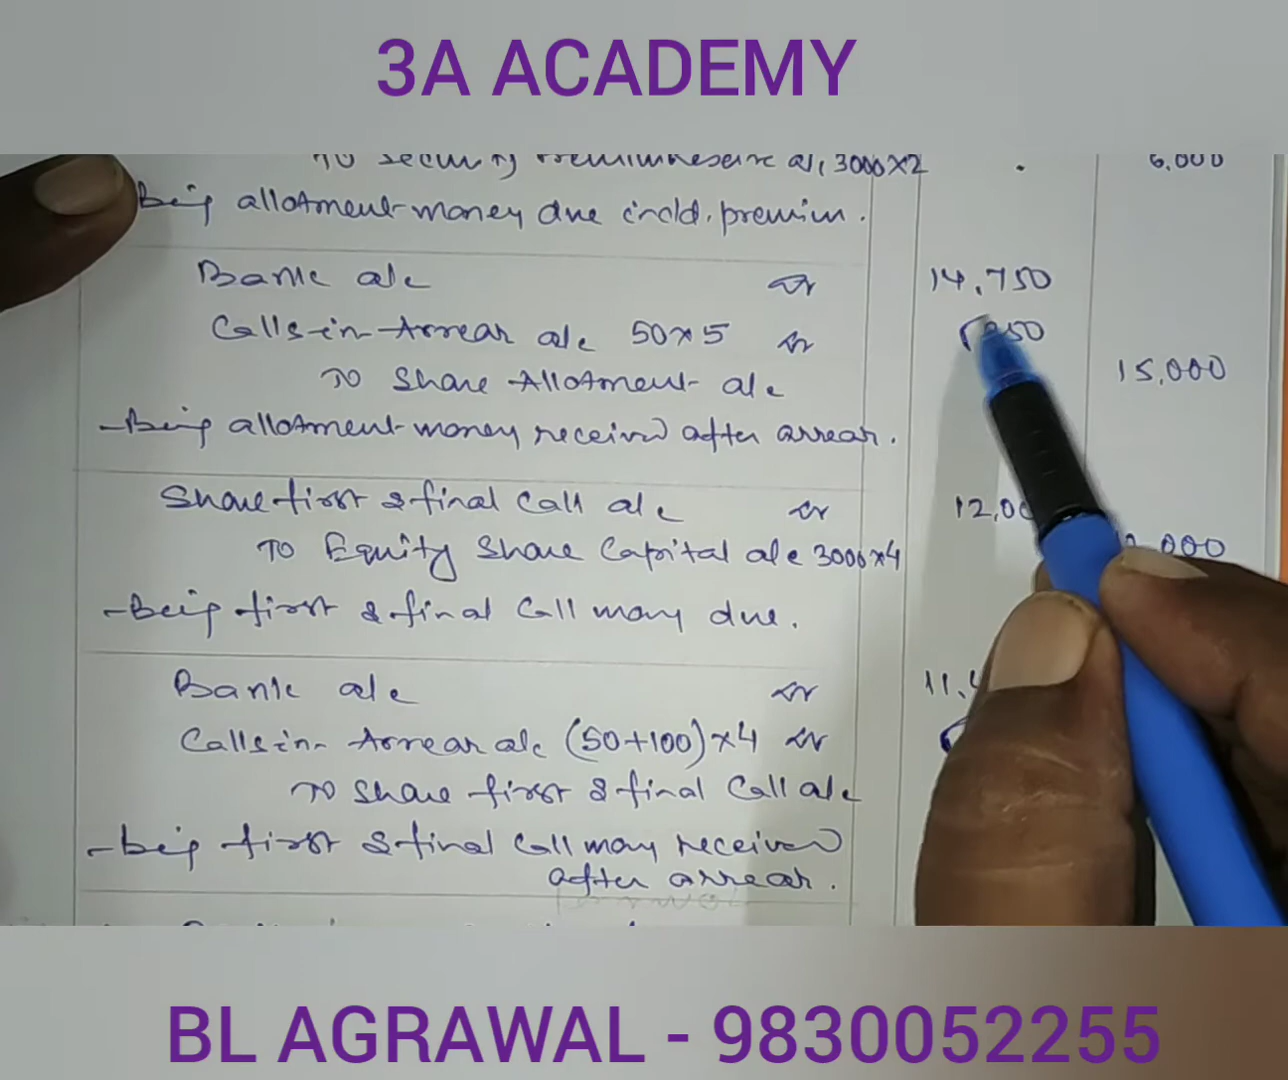 3A ACADEMY
To Security Premium Reserve a/c 3000×2 6,000
Being allotment money due includ. premium.
Bank a/c Dr 14,750
Calls-in-Arrear a/c 50×5 Dr 250
To Share Allotment a/c 15,000
-Being allotment money received after arrear.
Share first & final Call a/c Dr 12,00
To Equity Share Capital a/c 3000×4 000
-Being first & final Call money due.
Bank a/c Dr 11,4
Calls in- Arrear a/c (50+100)×4 Dr
To Share first & final Call a/c
-being first & final Call money received
after arrear.
BL AGRAWAL - 9830052255